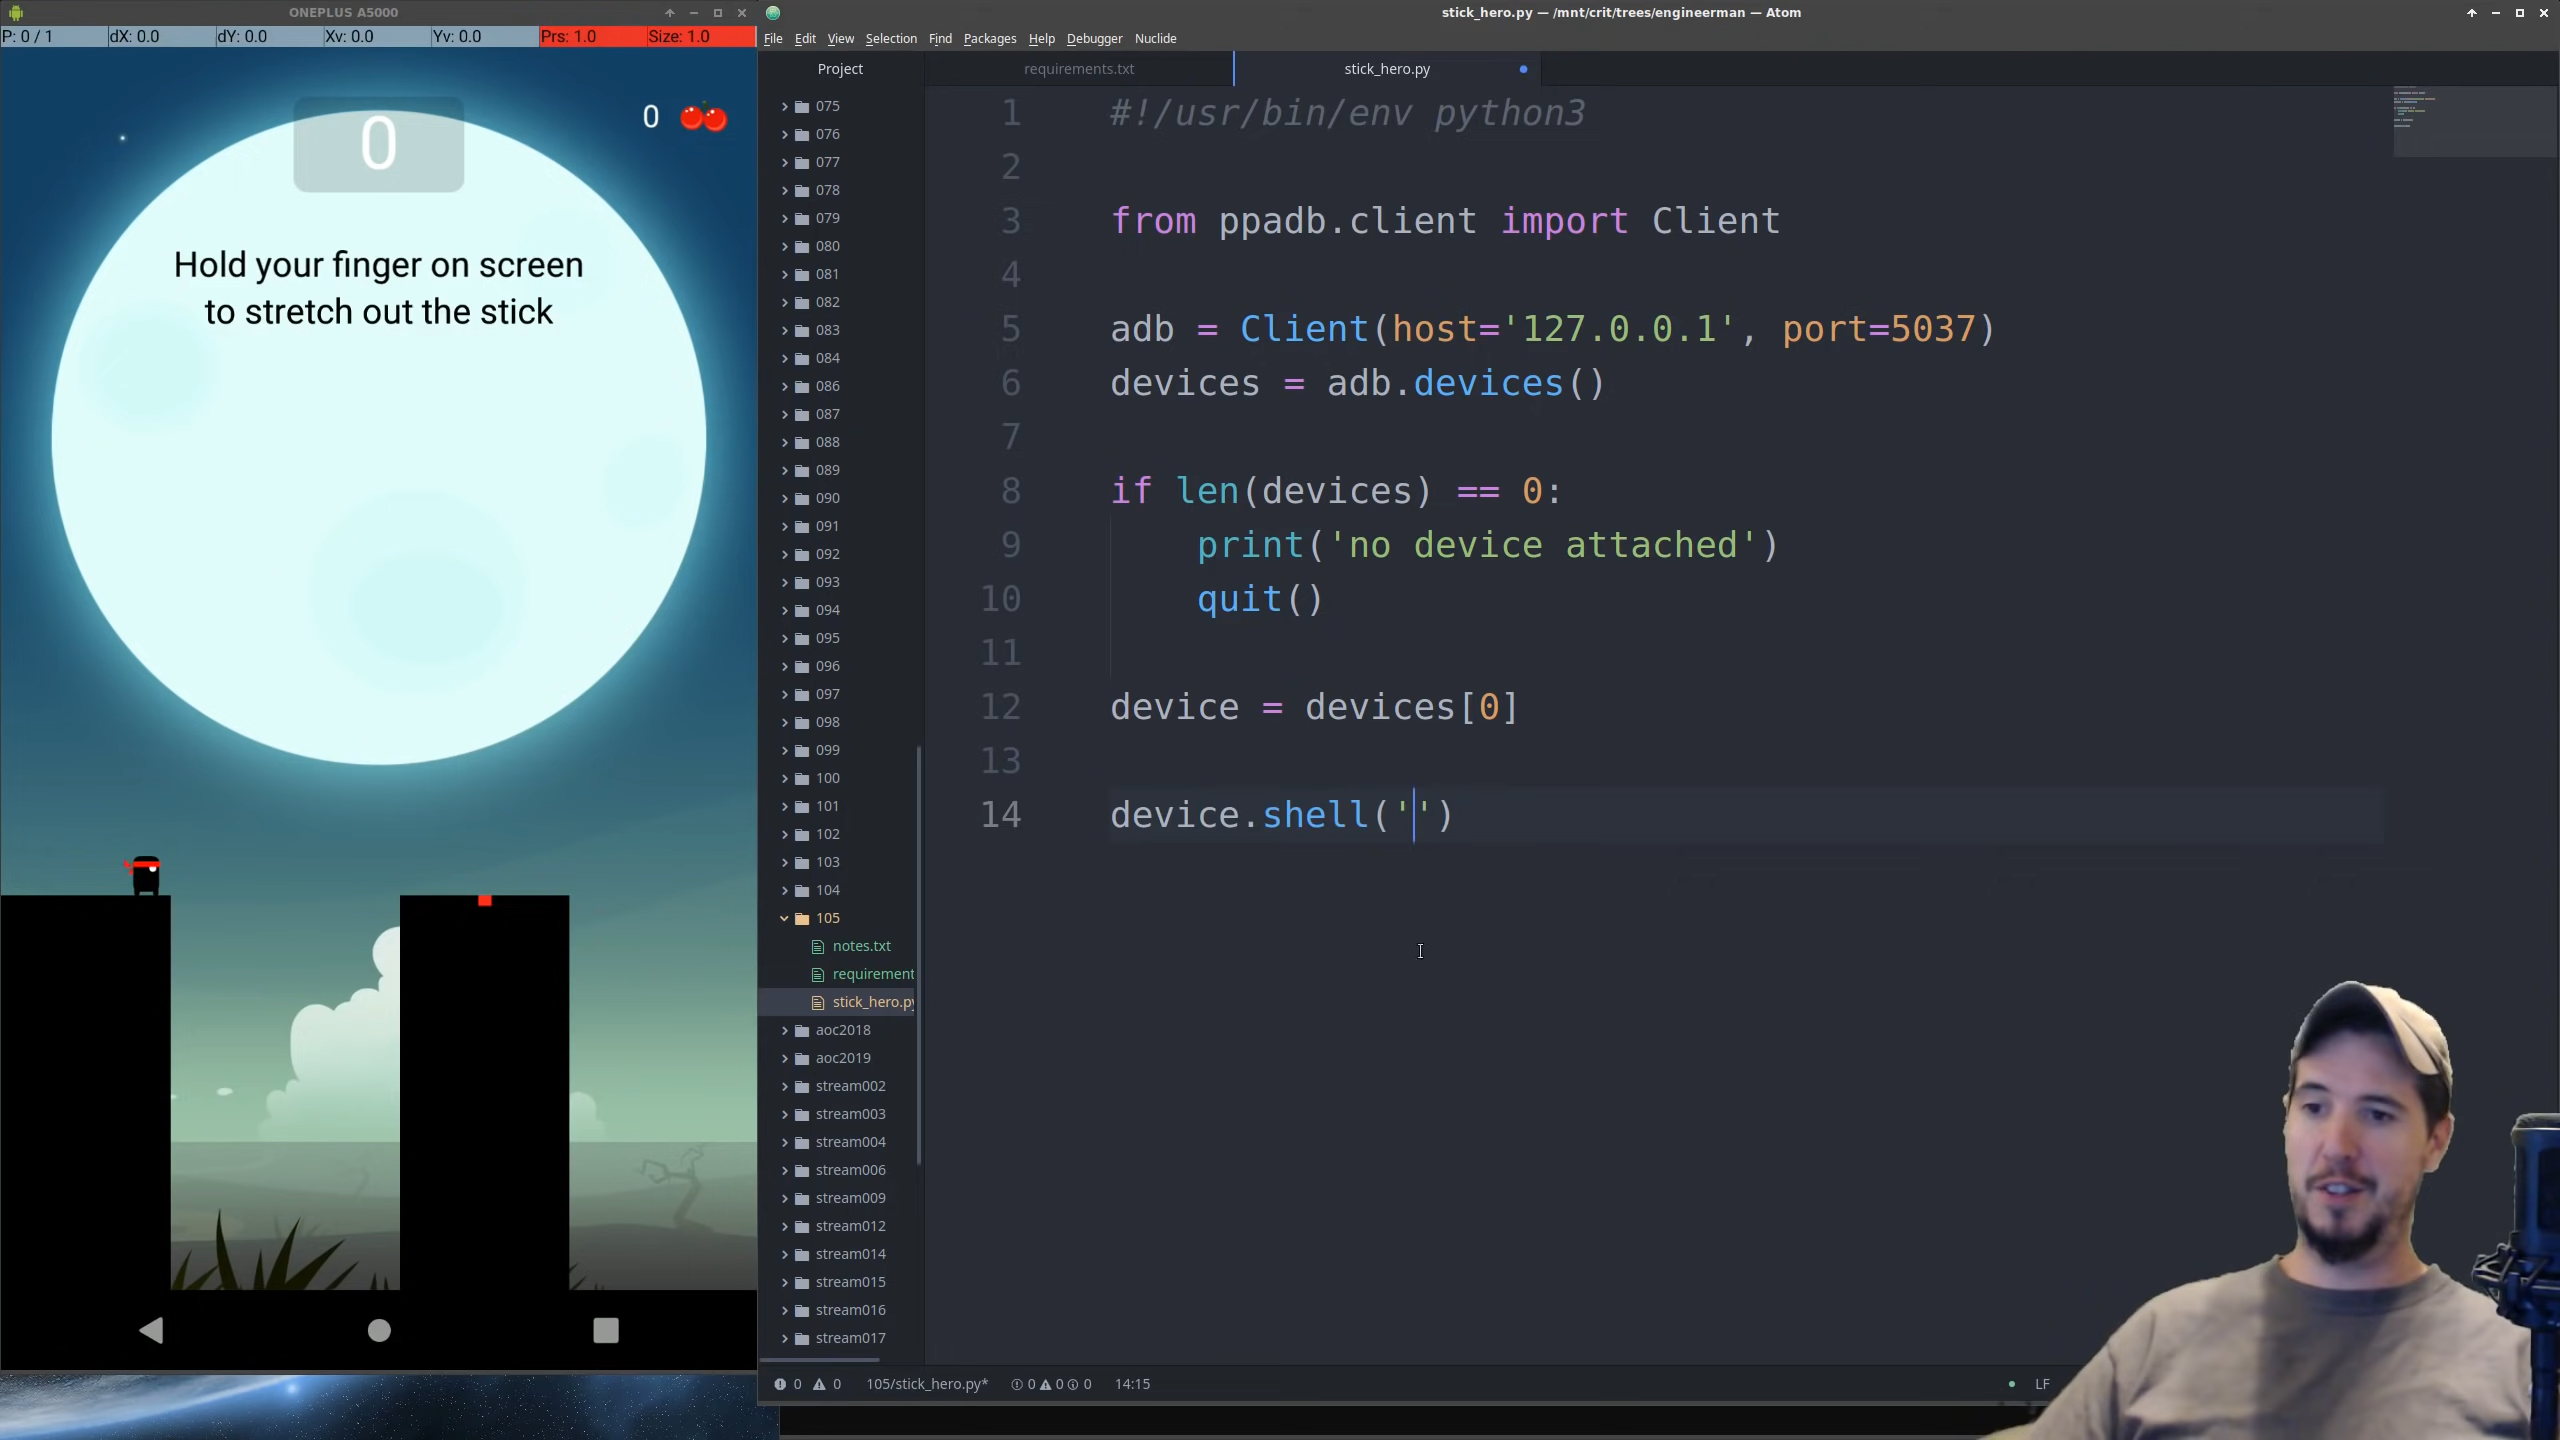 ONEPLUS A5000
P: 0 / 1
dX: 0.0
dY: 0.0
Xv: 0.0
Yv: 0.0
Prs: 1.0
Size: 1.0
0
0
Hold your finger on screen
to stretch out the stick
stick_hero.py — /mnt/crit/trees/engineerman — Atom
File Edit View Selection Find Packages Help Debugger Nuclide
Project
075
076
077
078
079
080
081
082
083
084
086
087
088
089
090
091
092
093
094
095
096
097
098
099
100
101
102
103
104
105
notes.txt
requirement
stick_hero.py
aoc2018
aoc2019
stream002
stream003
stream004
stream006
stream009
stream012
stream014
stream015
stream016
stream017
requirements.txt
stick_hero.py
1 #!/usr/bin/env python3
2
3 from ppadb.client import Client
4
5 adb = Client(host='127.0.0.1', port=5037)
6 devices = adb.devices()
7
8 if len(devices) == 0:
9 print('no device attached')
10 quit()
11
12 device = devices[0]
13
14 device.shell('')
0 0 105/stick_hero.py* 0 0 0 14:15
LF